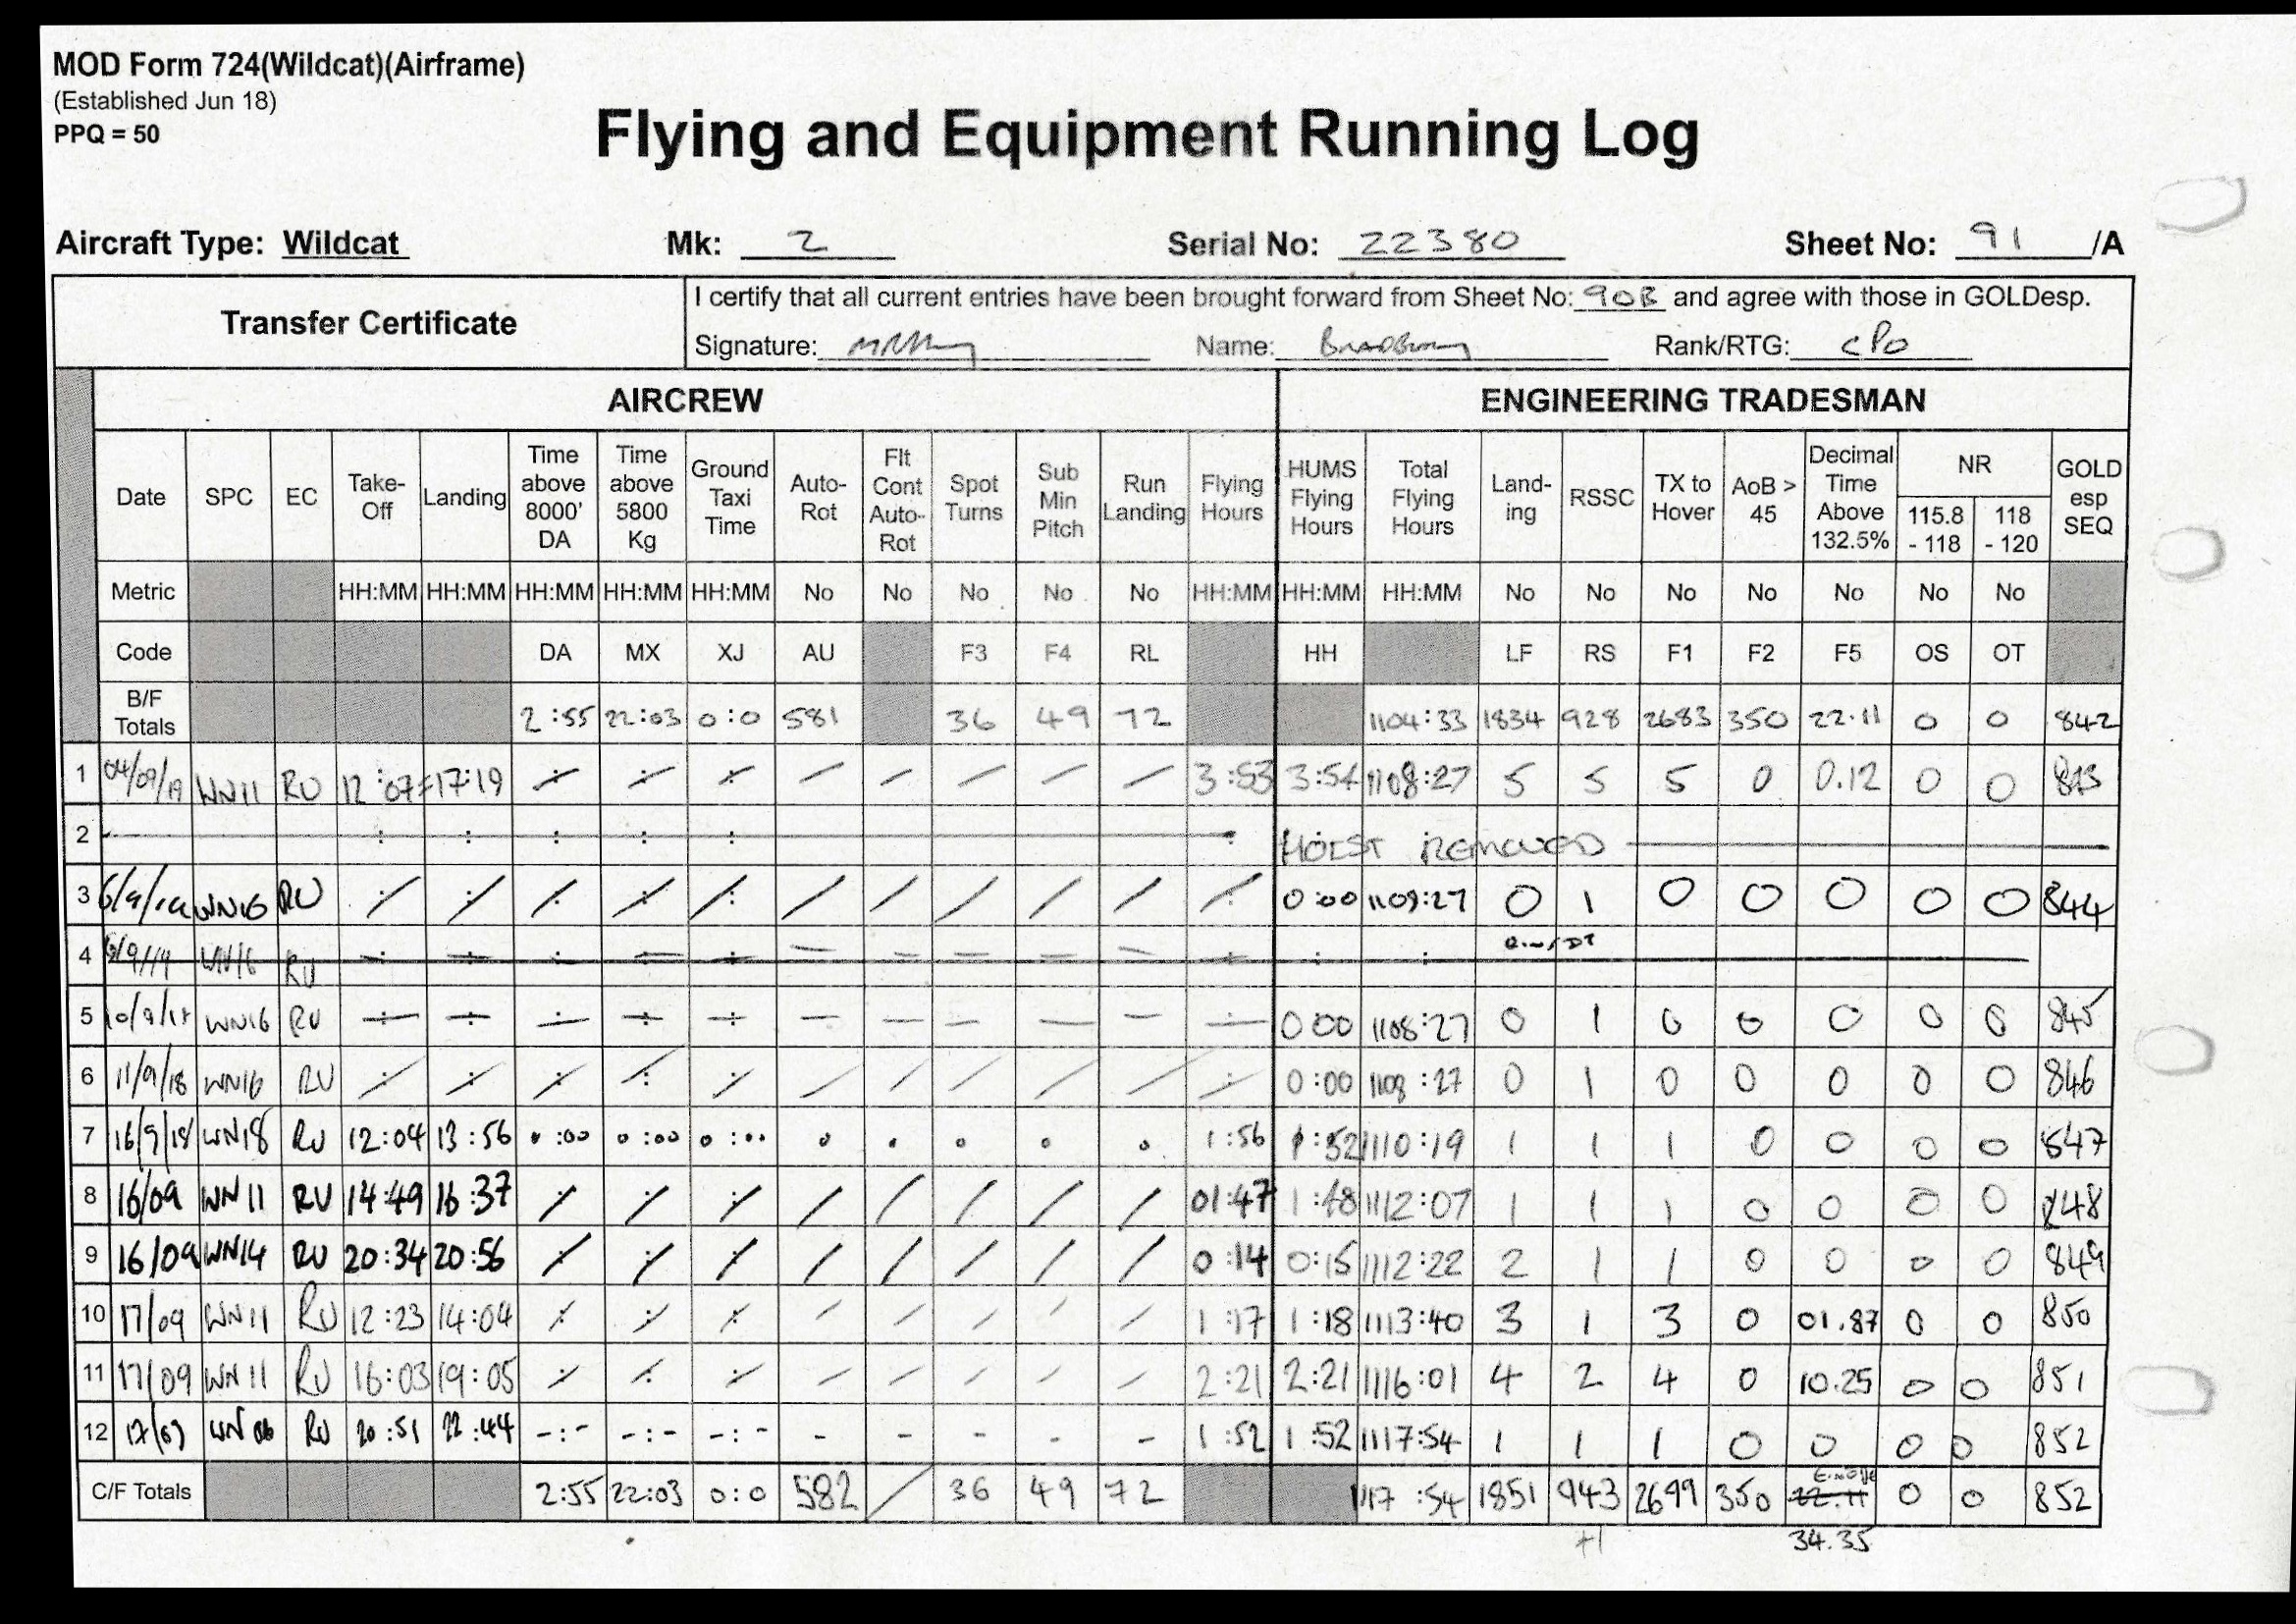 MOD Form 724(Wildcat)(Airframe)
(Established Jun 18)
PPQ = 50
Flying and Equipment Running Log
Aircraft Type: Wildcat Mk: 2 Serial No: 22380 Sheet No: 91 /A
Transfer Certificate
I certify that all current entries have been brought forward from Sheet No: 90B and agree with those in GOLDesp.
Signature: Name: Bradbury Rank/RTG: CPO
AIRCREW ENGINEERING TRADESMAN
Date SPC EC Take-Off Landing Time above 8000' DA Time above 5800 Kg Ground Taxi Time Auto-Rot Flt Cont Auto-Rot Spot Turns Sub Min Pitch Run Landing Flying Hours HUMS Flying Hours Total Flying Hours Land-ing RSSC TX to Hover AoB > 45 Decimal Time Above 132.5% NR 115.8 - 118 118 - 120 GOLD esp SEQ
Metric HH:MM HH:MM HH:MM HH:MM HH:MM No No No No No HH:MM HH:MM HH:MM No No No No No No No
Code DA MX XJ AU F3 F4 RL HH LF RS F1 F2 F5 OS OT
B/F Totals 2:55 22:03 0:0 581 36 49 72 1104:33 1834 928 2683 350 22.11 0 0 842
1 04/09/19 WN11 RU 12:07 17:19 / / / / / / / / 3:53 3:54 1108:27 5 5 5 0 0.12 0 0 843
2 : : : : : : HOIST REMOVED
3 WN16 RU / / / / / / / / / / / 0:00 1108:27 0 1 0 0 0 0 0 844
4 WN16 RU
5 10/9/18 WN16 RU - - - - - - - - - - - 0:00 1108:27 0 1 0 0 0 0 0 845
6 11/9/18 WN16 RU / / / / / / / / / / / 0:00 1108:27 0 1 0 0 0 0 0 846
7 16/9/18 WN18 RU 12:04 13:56 0:00 0:00 0:00 0 0 0 0 0 1:56 1:52 1110:19 1 1 1 0 0 0 0 847
8 16/09 WN11 RU 14:49 16:37 / / / / / / / / 01:47 1:48 1112:07 1 1 1 0 0 0 0 848
9 16/09 WN14 RU 20:34 20:56 / / / / / / / / 0:14 0:15 1112:22 2 1 1 0 0 0 0 849
10 17/09 WN11 RU 12:23 14:04 / / / / / / / / 1:17 1:18 1113:40 3 1 3 0 01.87 0 0 850
11 17/09 WN11 RU 16:03 19:05 / / / / / / / / 2:21 2:21 1116:01 4 2 4 0 10.25 0 0 851
12 17/09 WN06 RU 20:51 22:44 -:- -:- -:- - - - - - 1:52 1:52 1117:54 1 1 1 0 0 0 0 852
C/F Totals 2:55 22:03 0:0 582 / 36 49 72 1117:54 1851 943 2699 350 22.11 0 0 852
+1 34.35